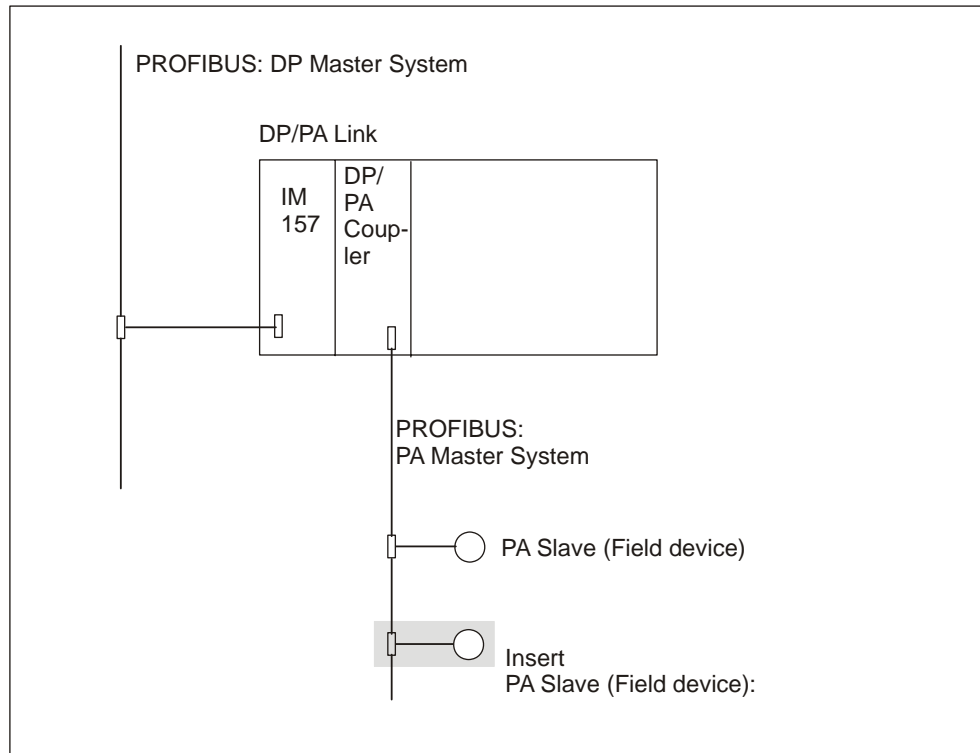 PROFIBUS: DP Master System
DP/PA Link
IM
157
DP/
PA
Coup-
ler
PROFIBUS:
PA Master System
PA Slave (Field device)
Insert
PA Slave (Field device):